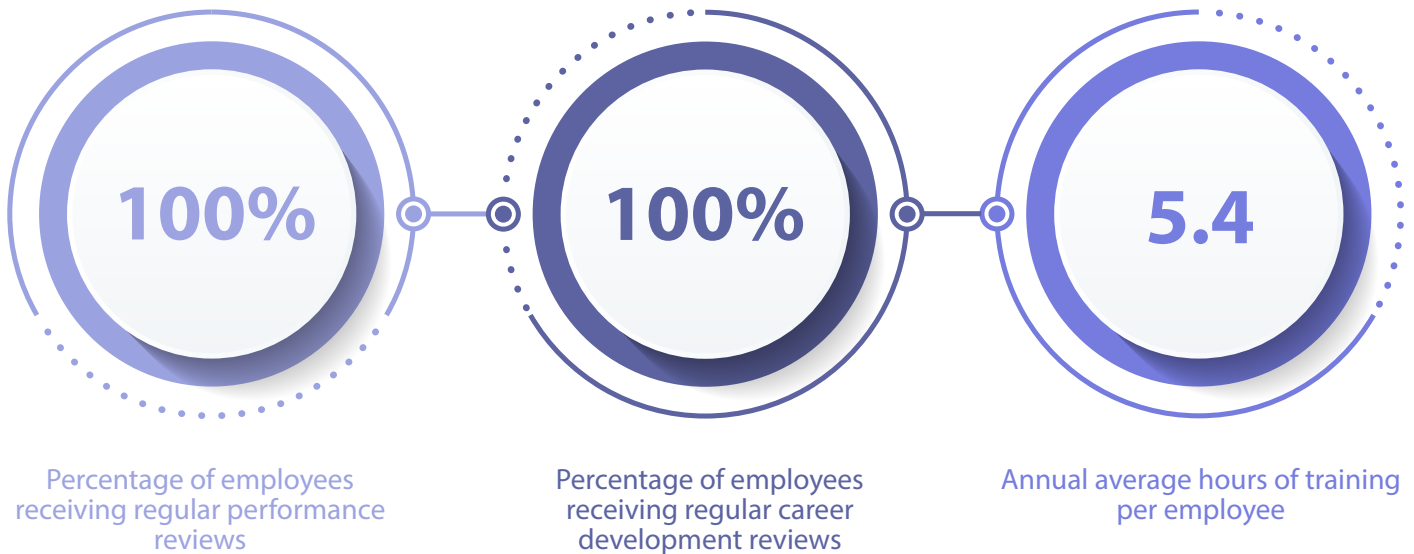 100%
100%
5.4
Percentage of employees
receiving regular performance
reviews
Percentage of employees
receiving regular career
development reviews
Annual average hours of training
per employee